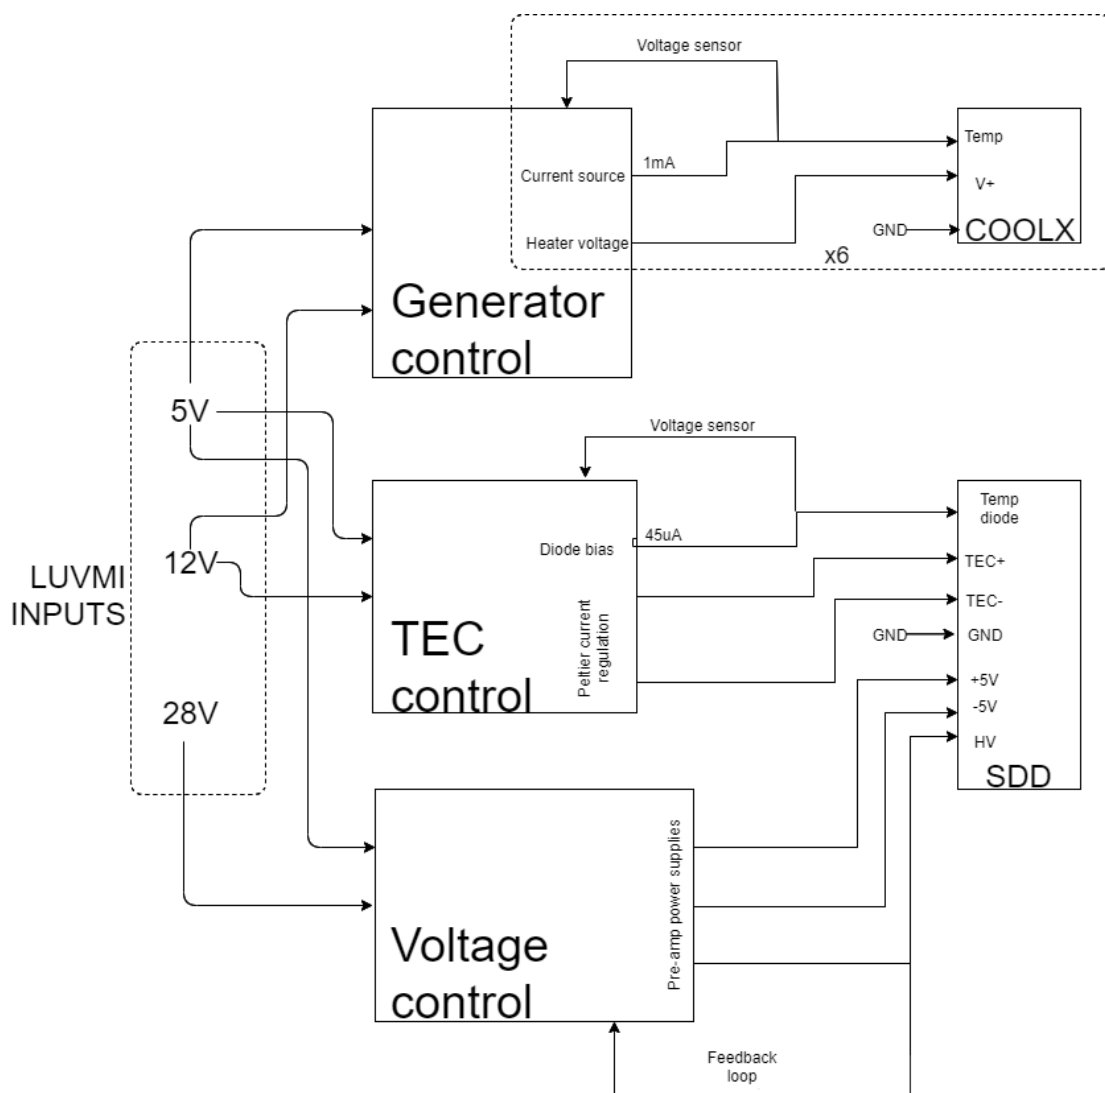 Voltage sensor
Temp
1mA
Current source
V+
GND
COOLX
Heater voltage
x6
Generator
control
5V
Voltage sensor
Temp
diode
45uA
Diode bias
12V
TEC+
LUVMI
INPUTS
TEC-
Peltier current
regulation
TEC
control
GND
GND
+5V
-5V
28V
HV
SDD
Pre-amp power supplies
Voltage
control
Feedback
loop